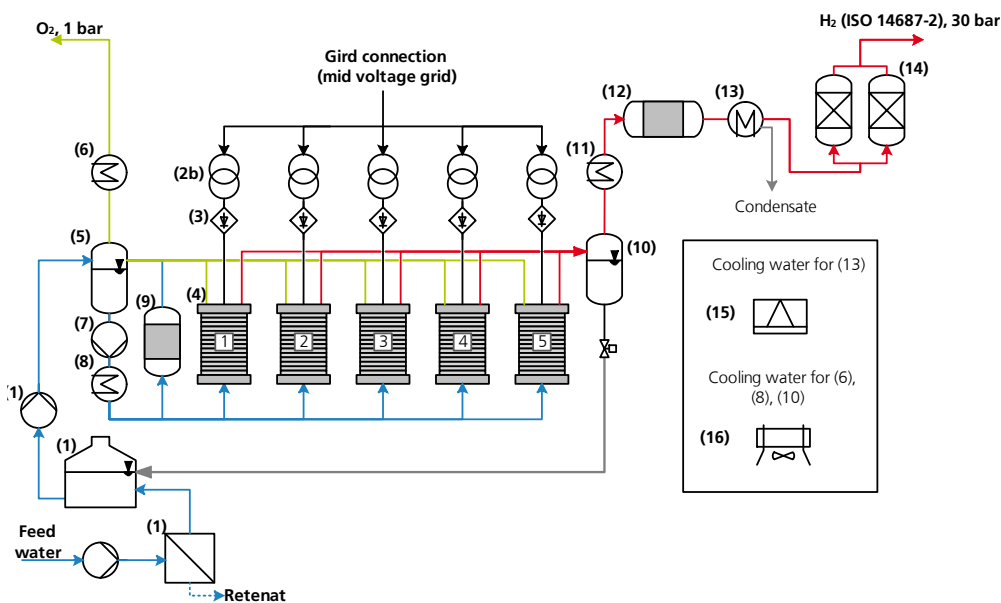 O₂, 1 bar
H₂ (ISO 14687-2), 30 bar
Gird connection
(mid voltage grid)
(14)
(12)
(13)
(6)
(11)
(2b)
Condensate
(3)
(5)
(10)
Cooling water for (13)
(9)
(4)
(15)
(7)
1
2
3
4
5
(8)
Cooling water for (6),
(8), (10)
(1)
(16)
(1)
(1)
Feed
water
Retenat